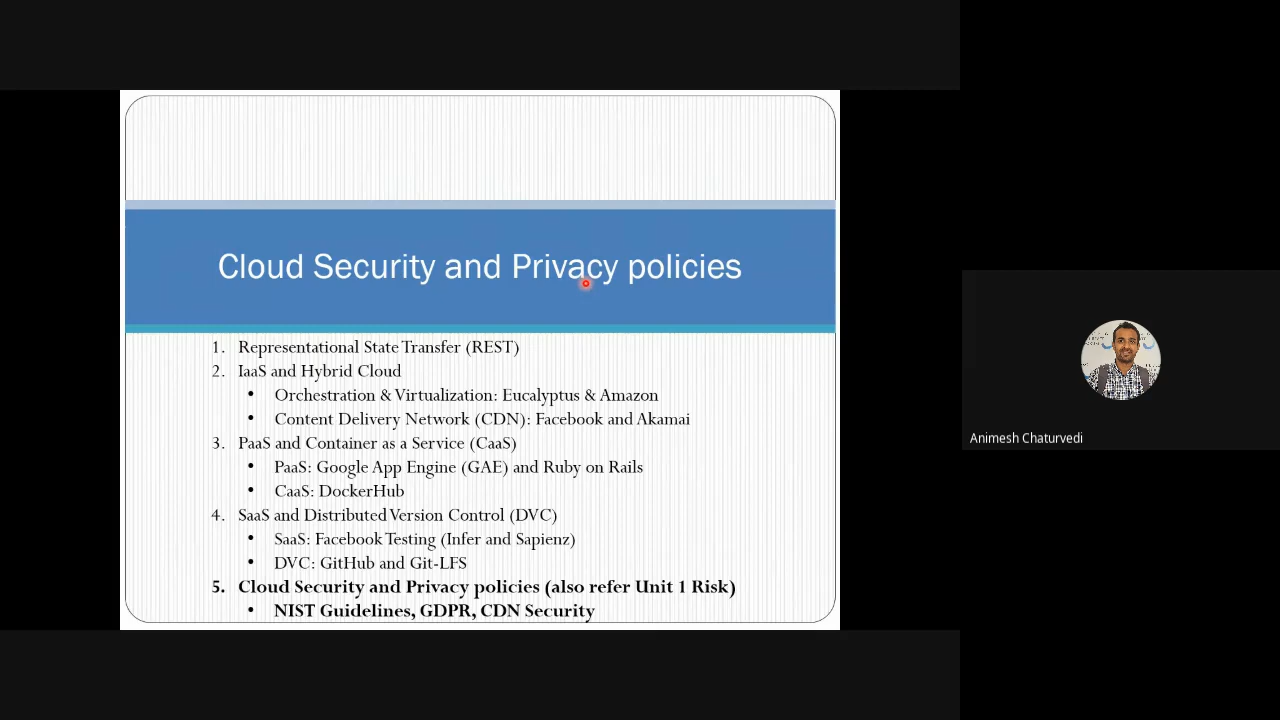 Cloud Security and Privacy policies
1. Representational State Transfer (REST)
2. IaaS and Hybrid Cloud
• Orchestration & Virtualization: Eucalyptus & Amazon
• Content Delivery Network (CDN): Facebook and Akamai
3. PaaS and Container as a Service (CaaS)
• PaaS: Google App Engine (GAE) and Ruby on Rails
• CaaS: DockerHub
4. SaaS and Distributed Version Control (DVC)
• SaaS: Facebook Testing (Infer and Sapienz)
• DVC: GitHub and Git-LFS
5. Cloud Security and Privacy policies (also refer Unit 1 Risk)
• NIST Guidelines, GDPR, CDN Security
Animesh Chaturvedi